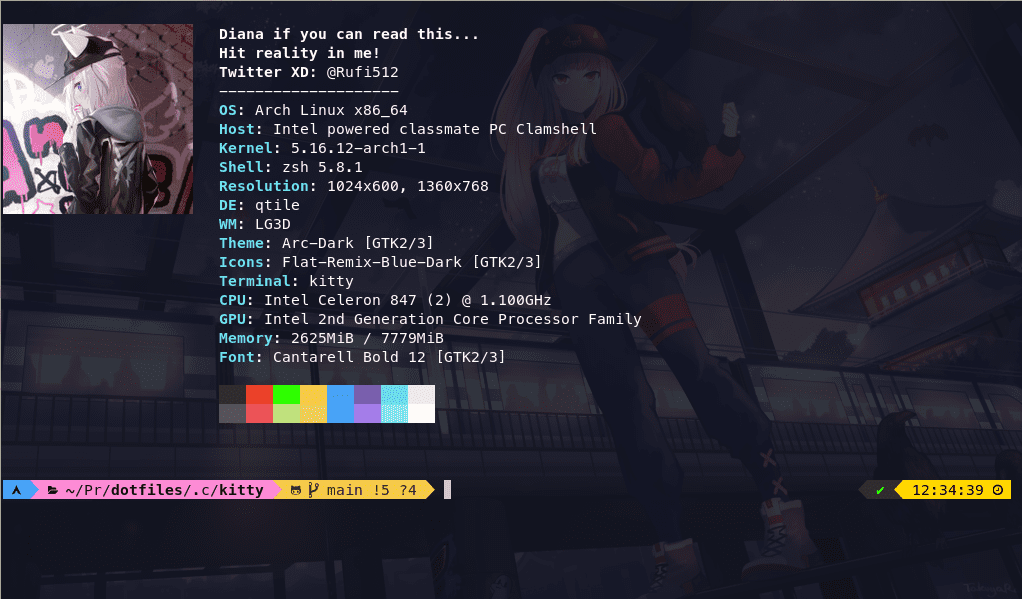 Diana if you can read this...
Hit reality in me!
Twitter XD: @Rufi512
--------------------
OS: Arch Linux x86_64
Host: Intel powered classmate PC Clamshell
Kernel: 5.16.12-arch1-1
Shell: zsh 5.8.1
Resolution: 1024x600, 1360x768
DE: qtile
WM: LG3D
Theme: Arc-Dark [GTK2/3]
Icons: Flat-Remix-Blue-Dark [GTK2/3]
Terminal: kitty
CPU: Intel Celeron 847 (2) @ 1.100GHz
GPU: Intel 2nd Generation Core Processor Family
Memory: 2625MiB / 7779MiB
Font: Cantarell Bold 12 [GTK2/3]
~/Pr/dotfiles/.c/kitty main !5 ?4 ✔ 12:34:39